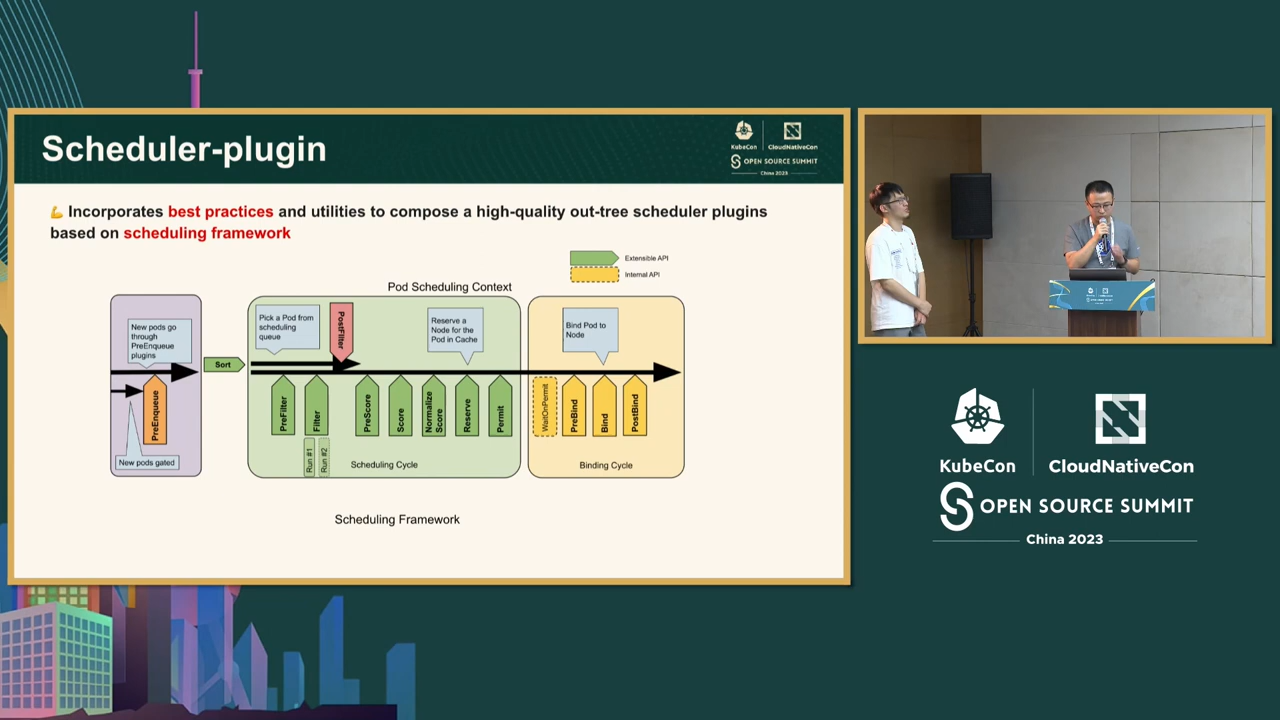 Scheduler-plugin
KubeCon
CloudNativeCon
OPEN SOURCE SUMMIT
China 2023
💪 Incorporates best practices and utilities to compose a high-quality out-tree scheduler plugins
based on scheduling framework
Extensible API
Internal API
Pod Scheduling Context
New pods go
through
PreEnqueue
plugins
PreEnqueue
New pods gated
Sort
Pick a Pod from
scheduling
queue
PostFilter
Reserve a
Node for the
Pod in Cache
Bind Pod to
Node
PreFilter
Filter
Run #1
Run #2
PreScore
Score
Normalize
Score
Reserve
Permit
WaitOnPermit
PreBind
Bind
PostBind
Scheduling Cycle
Binding Cycle
Scheduling Framework
KubeCon
CloudNativeCon
OPEN SOURCE SUMMIT
China 2023